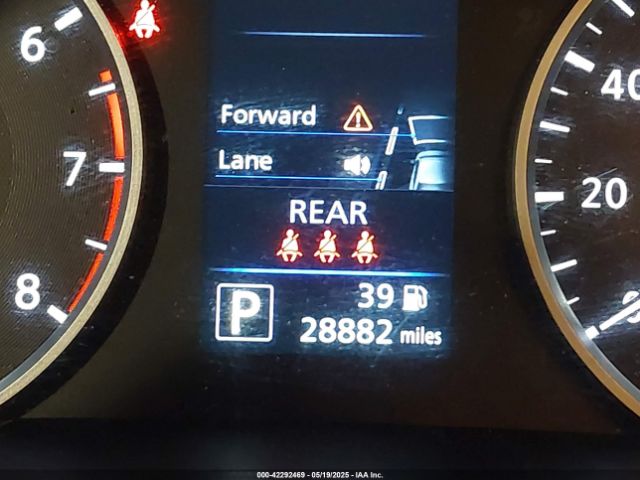 6
7
8
Forward
Lane
REAR
P
39
28882 miles
40
20
000-42292469 - 05/19/2025 - IAA Inc.